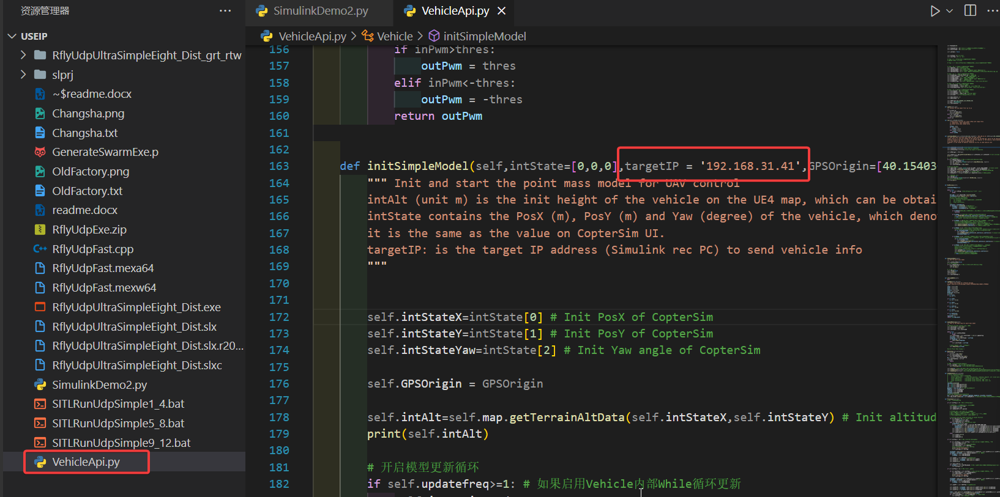 资源管理器
USEIP
RflyUdpUltraSimpleEight_Dist_grt_rtw
slprj
~$readme.docx
Changsha.png
Changsha.txt
GenerateSwarmExe.p
OldFactory.png
OldFactory.txt
readme.docx
RflyUdpExe.zip
RflyUdpFast.cpp
RflyUdpFast.mexa64
RflyUdpFast.mexw64
RflyUdpUltraSimpleEight_Dist.exe
RflyUdpUltraSimpleEight_Dist.slx
RflyUdpUltraSimpleEight_Dist.slx.r20...
RflyUdpUltraSimpleEight_Dist.slxc
SimulinkDemo2.py
SITLRunUdpSimple1_4.bat
SITLRunUdpSimple5_8.bat
SITLRunUdpSimple9_12.bat
VehicleApi.py
SimulinkDemo2.py
VehicleApi.py
VehicleApi.py > Vehicle > initSimpleModel
156 if inPwm>thres:
157 outPwm = thres
158 elif inPwm<-thres:
159 outPwm = -thres
160 return outPwm
161
162
163 def initSimpleModel(self,intState=[0,0,0],targetIP = '192.168.31.41',GPSOrigin=[40.15403
164 """ Init and start the point mass model for UAV control
165 intAlt (unit m) is the init height of the vehicle on the UE4 map, which can be obtai
166 intState contains the PosX (m), PosY (m) and Yaw (degree) of the vehicle, which deno
167 it is the same as the value on CopterSim UI.
168 targetIP: is the target IP address (Simulink rec PC) to send vehicle info
169 """
170
171
172 self.intStateX=intState[0] # Init PosX of CopterSim
173 self.intStateY=intState[1] # Init PosY of CopterSim
174 self.intStateYaw=intState[2] # Init Yaw angle of CopterSim
175
176 self.GPSOrigin = GPSOrigin
177
178 self.intAlt=self.map.getTerrainAltData(self.intStateX,self.intStateY) # Init altitud
179 print(self.intAlt)
180
181 # 开启模型更新循环
182 if self.updatefreq>=1: # 如果启用Vehicle内部While循环更新